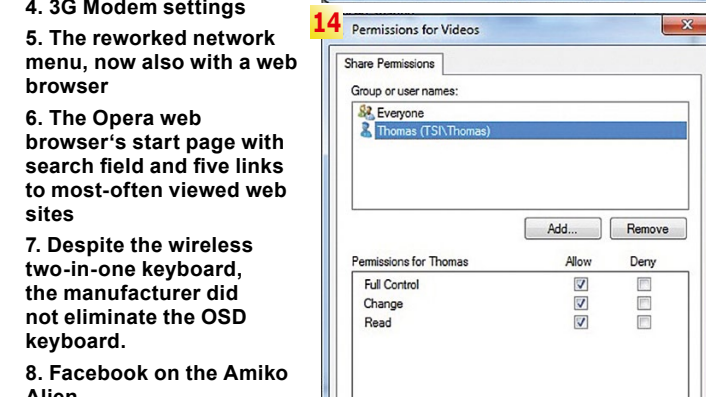 4. 3G Modem settings
5. The reworked network
menu, now also with a web
browser
6. The Opera web
browser‘s start page with
search field and five links
to most-often viewed web
sites
7. Despite the wireless
two-in-one keyboard,
the manufacturer did
not eliminate the OSD
keyboard.
8. Facebook on the Amiko
Alien
14
Permissions for Videos
Share Permissions
Group or user names:
Everyone
Thomas (TSI\Thomas)
Add... Remove
Permissions for Thomas Allow Deny
Full Control
Change
Read